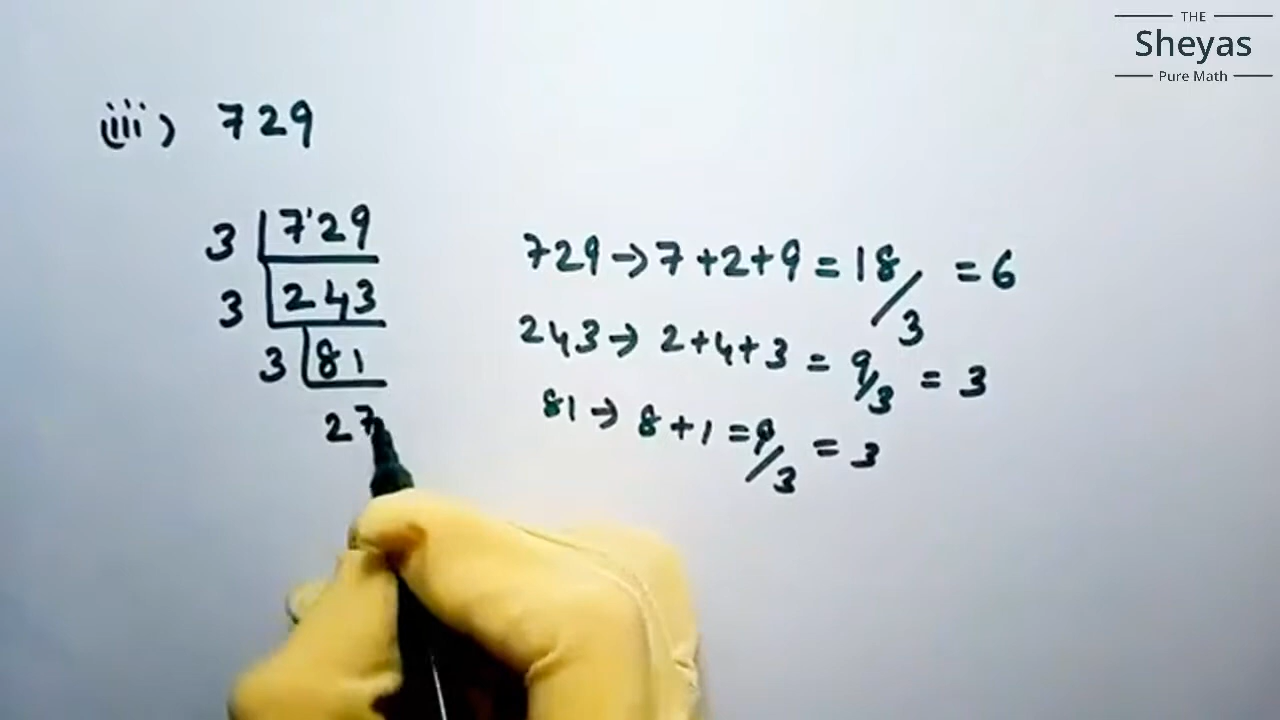 THE
Sheyas
Pure Math
(iii) 729
3 7'29
3 243
3 81
27
729 → 7+2+9 = 18/3 = 6
243 → 2+4+3 = 9/3 = 3
81 → 8+1 = 9/3 = 3